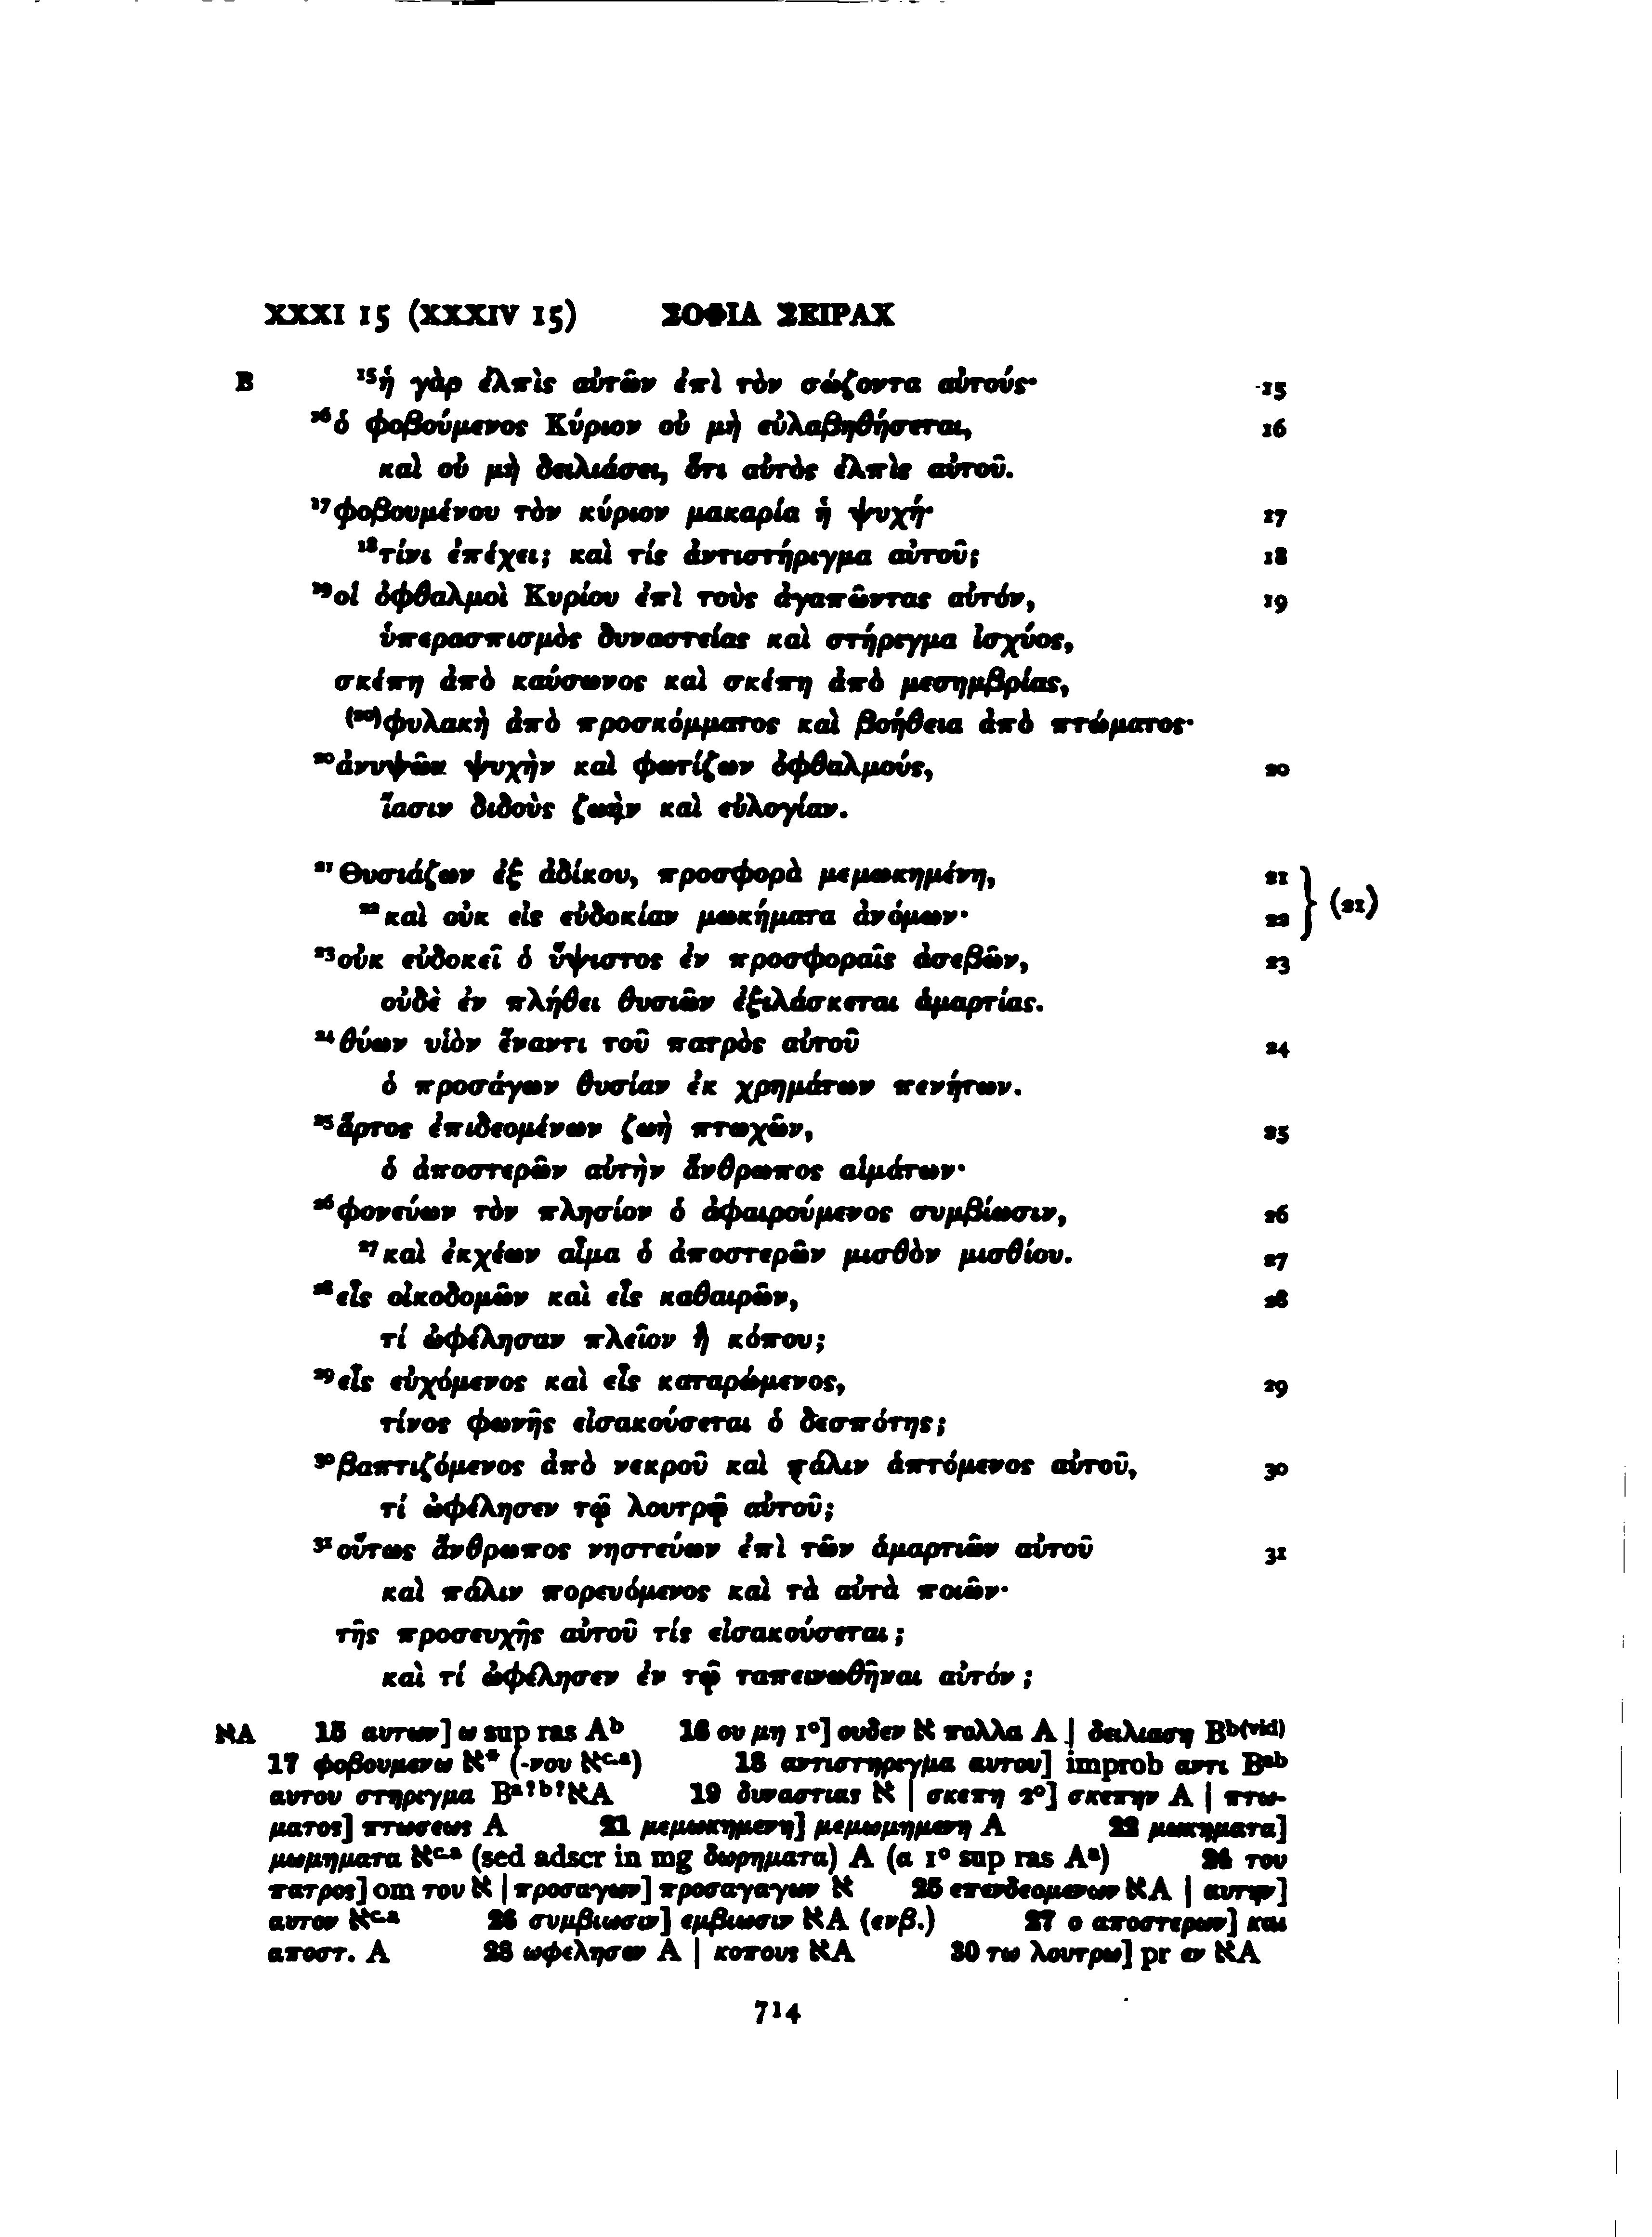 XXXI 15 (XXXIV 15) ΣΟΦΙΑ ΣΕΙΡΑΧ
B ¹⁵ἡ γὰρ ἐλπὶς αὐτῶν ἐπὶ τὸν σώζοντα αὐτούς· 15
¹⁶ὁ φοβούμενος Κύριον οὐ μὴ εὐλαβηθήσεται, 16
καὶ οὐ μὴ δειλιάσει, ὅτι αὐτὸς ἐλπὶς αὐτοῦ.
¹⁷φοβουμένου τὸν κύριον μακαρία ἡ ψυχή· 17
¹⁸τίνι ἐπέχει; καὶ τίς ἀντιστήριγμα αὐτοῦ; 18
¹⁹οἱ ὀφθαλμοὶ Κυρίου ἐπὶ τοὺς ἀγαπῶντας αὐτόν, 19
ὑπερασπισμὸς δυναστείας καὶ στήριγμα ἰσχύος,
σκέπη ἀπὸ καύσωνος καὶ σκέπη ἀπὸ μεσημβρίας,
⁽²⁰⁾φυλακὴ ἀπὸ προσκόμματος καὶ βοήθεια ἀπὸ πτώματος·
²⁰ἀνυψῶν ψυχὴν καὶ φωτίζων ὀφθαλμούς, 20
ἴασιν διδοὺς ζωὴν καὶ εὐλογίαν.
²¹Θυσιάζων ἐξ ἀδίκου, προσφορὰ μεμωκημένη, 21 } (21)
²²καὶ οὐκ εἰς εὐδοκίαν μωκήματα ἀνόμων· 22
²³οὐκ εὐδοκεῖ ὁ ὕψιστος ἐν προσφοραῖς ἀσεβῶν, 23
οὐδὲ ἐν πλήθει θυσιῶν ἐξιλάσκεται ἁμαρτίας.
²⁴θύων υἱὸν ἔναντι τοῦ πατρὸς αὐτοῦ 24
ὁ προσάγων θυσίαν ἐκ χρημάτων πενήτων.
²⁵ἄρτος ἐπιδεομένων ζωὴ πτωχῶν, 25
ὁ ἀποστερῶν αὐτὴν ἄνθρωπος αἱμάτων·
²⁶φονεύων τὸν πλησίον ὁ ἀφαιρούμενος συμβίωσιν, 26
²⁷καὶ ἐκχέων αἷμα ὁ ἀποστερῶν μισθὸν μισθίου. 27
²⁸εἷς οἰκοδομῶν καὶ εἷς καθαιρῶν, 28
τί ὠφέλησαν πλεῖον ἢ κόπου;
²⁹εἷς εὐχόμενος καὶ εἷς καταρώμενος, 29
τίνος φωνῆς εἰσακούσεται ὁ δεσπότης;
³⁰βαπτιζόμενος ἀπὸ νεκροῦ καὶ πάλιν ἁπτόμενος αὐτοῦ, 30
τί ὠφέλησεν τῷ λουτρῷ αὐτοῦ;
³¹οὕτως ἄνθρωπος νηστεύων ἐπὶ τῶν ἁμαρτιῶν αὐτοῦ 31
καὶ πάλιν πορευόμενος καὶ τὰ αὐτὰ ποιῶν·
τῆς προσευχῆς αὐτοῦ τίς εἰσακούσεται;
καὶ τί ὠφέλησεν ἐν τῷ ταπεινωθῆναι αὐτόν;
ℵA 15 αυτων] ω sup ras Aᵇ 16 ου μη 1°] ουδεν ℵ πολλα A | δειλιαση Bᵇ⁽ᵛⁱᵈ⁾
17 φοβουμενω ℵ* (-νου ℵᶜ·ᵃ) 18 αντιστηριγμα αυτου] improb αντι Bᵃᵇ
αυτου στηριγμα Bᵃˀᵇˀ ℵA 19 δυναστιας ℵ | σκεπη 2°] σκεπην A | πτω-
ματος] πτωσεως A 21 μεμωκημενη] μεμωμημενη A 22 μωκηματα]
μωμηματα ℵᶜ·ᵃ (sed adscr in mg δωρηματα) A (α 1° sup ras Aᵃ) 24 του
πατρος] om του ℵ | προσαγων] προσαγαγων ℵ 25 επενδεομενων ℵA | αυτην]
αυτον ℵᶜ·ᵃ 26 συμβιωσιν] εμβιωσιν ℵA (ενβ.) 27 ο αποστερων] και
αποστ. A 28 ωφελησεν A | κοπους ℵA 30 τω λουτρω] pr εν ℵA
714